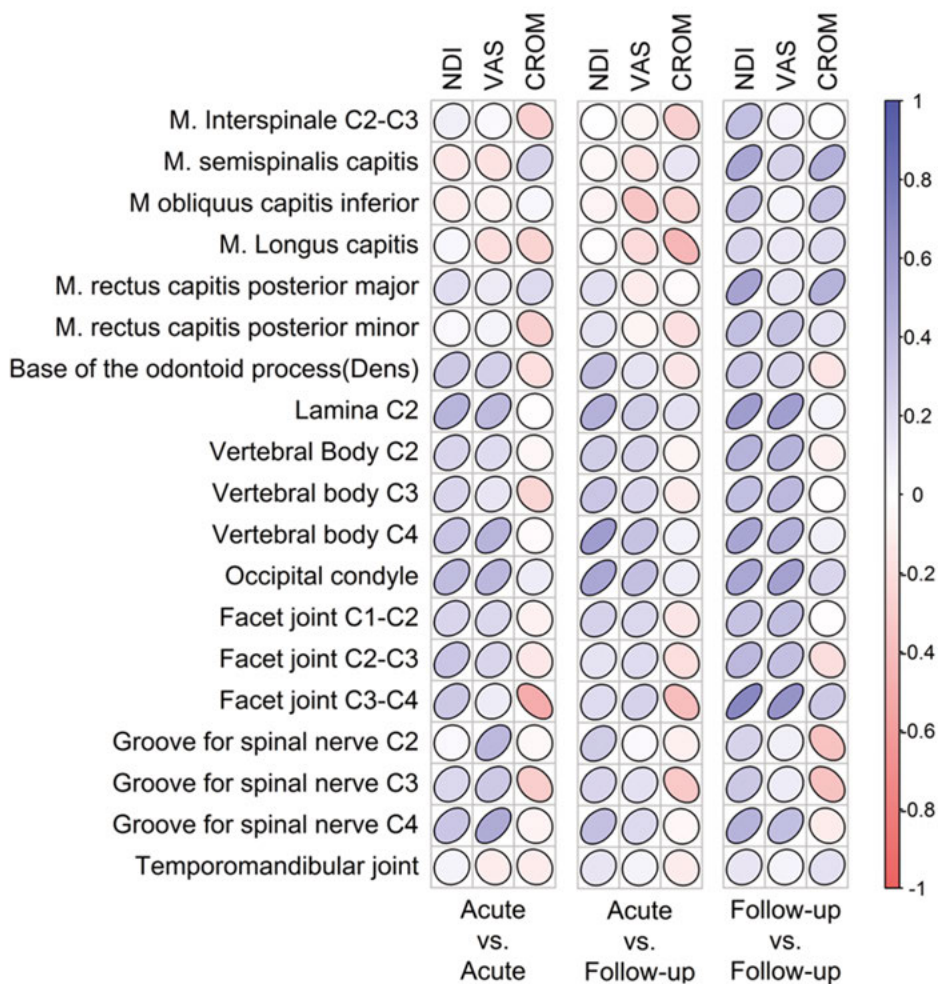 NDI VAS CROM NDI VAS CROM NDI VAS CROM
M. Interspinale C2-C3
M. semispinalis capitis
M obliquus capitis inferior
M. Longus capitis
M. rectus capitis posterior major
M. rectus capitis posterior minor
Base of the odontoid process(Dens)
Lamina C2
Vertebral Body C2
Vertebral body C3
Vertebral body C4
Occipital condyle
Facet joint C1-C2
Facet joint C2-C3
Facet joint C3-C4
Groove for spinal nerve C2
Groove for spinal nerve C3
Groove for spinal nerve C4
Temporomandibular joint
1
0.8
0.6
0.4
0.2
0
-0.2
-0.4
-0.6
-0.8
-1
Acute
vs.
Acute
Acute
vs.
Follow-up
Follow-up
vs.
Follow-up